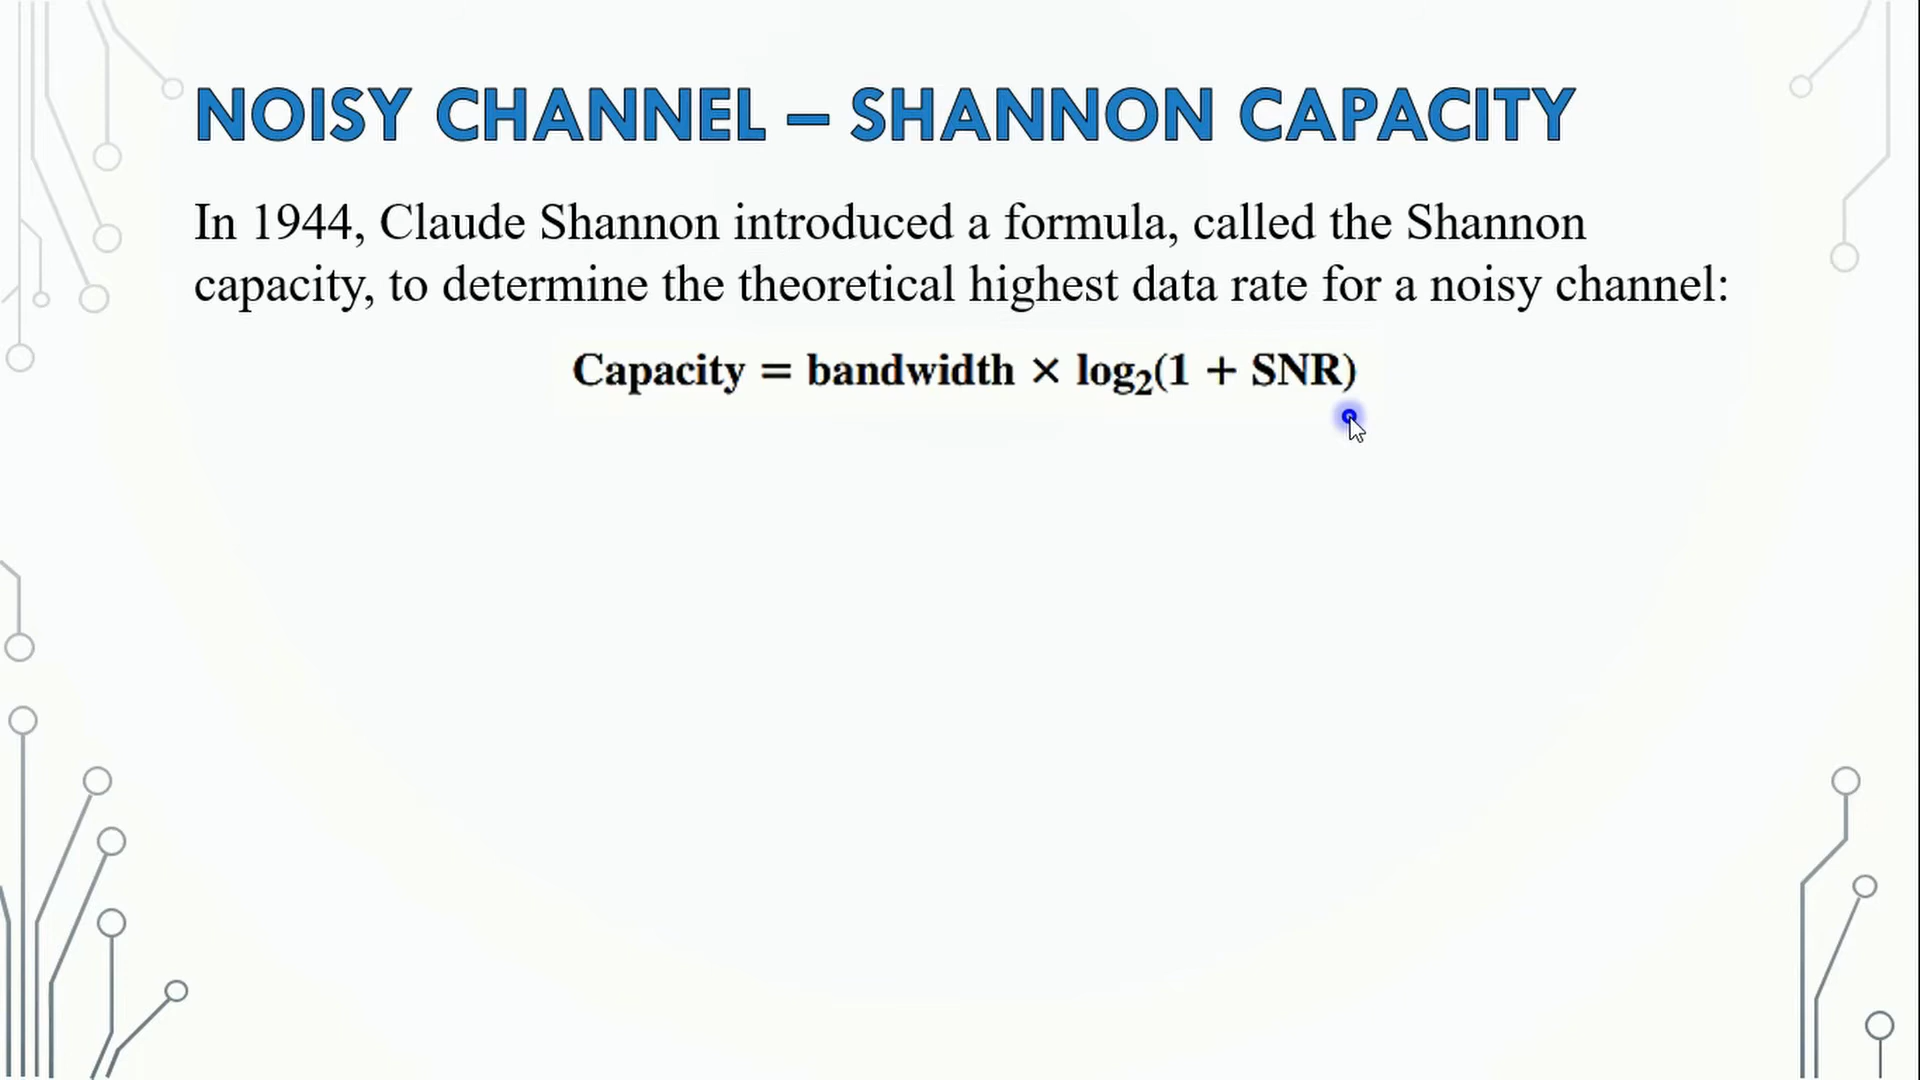 NOISY CHANNEL – SHANNON CAPACITY
In 1944, Claude Shannon introduced a formula, called the Shannon
capacity, to determine the theoretical highest data rate for a noisy channel:
Capacity = bandwidth × log₂(1 + SNR)